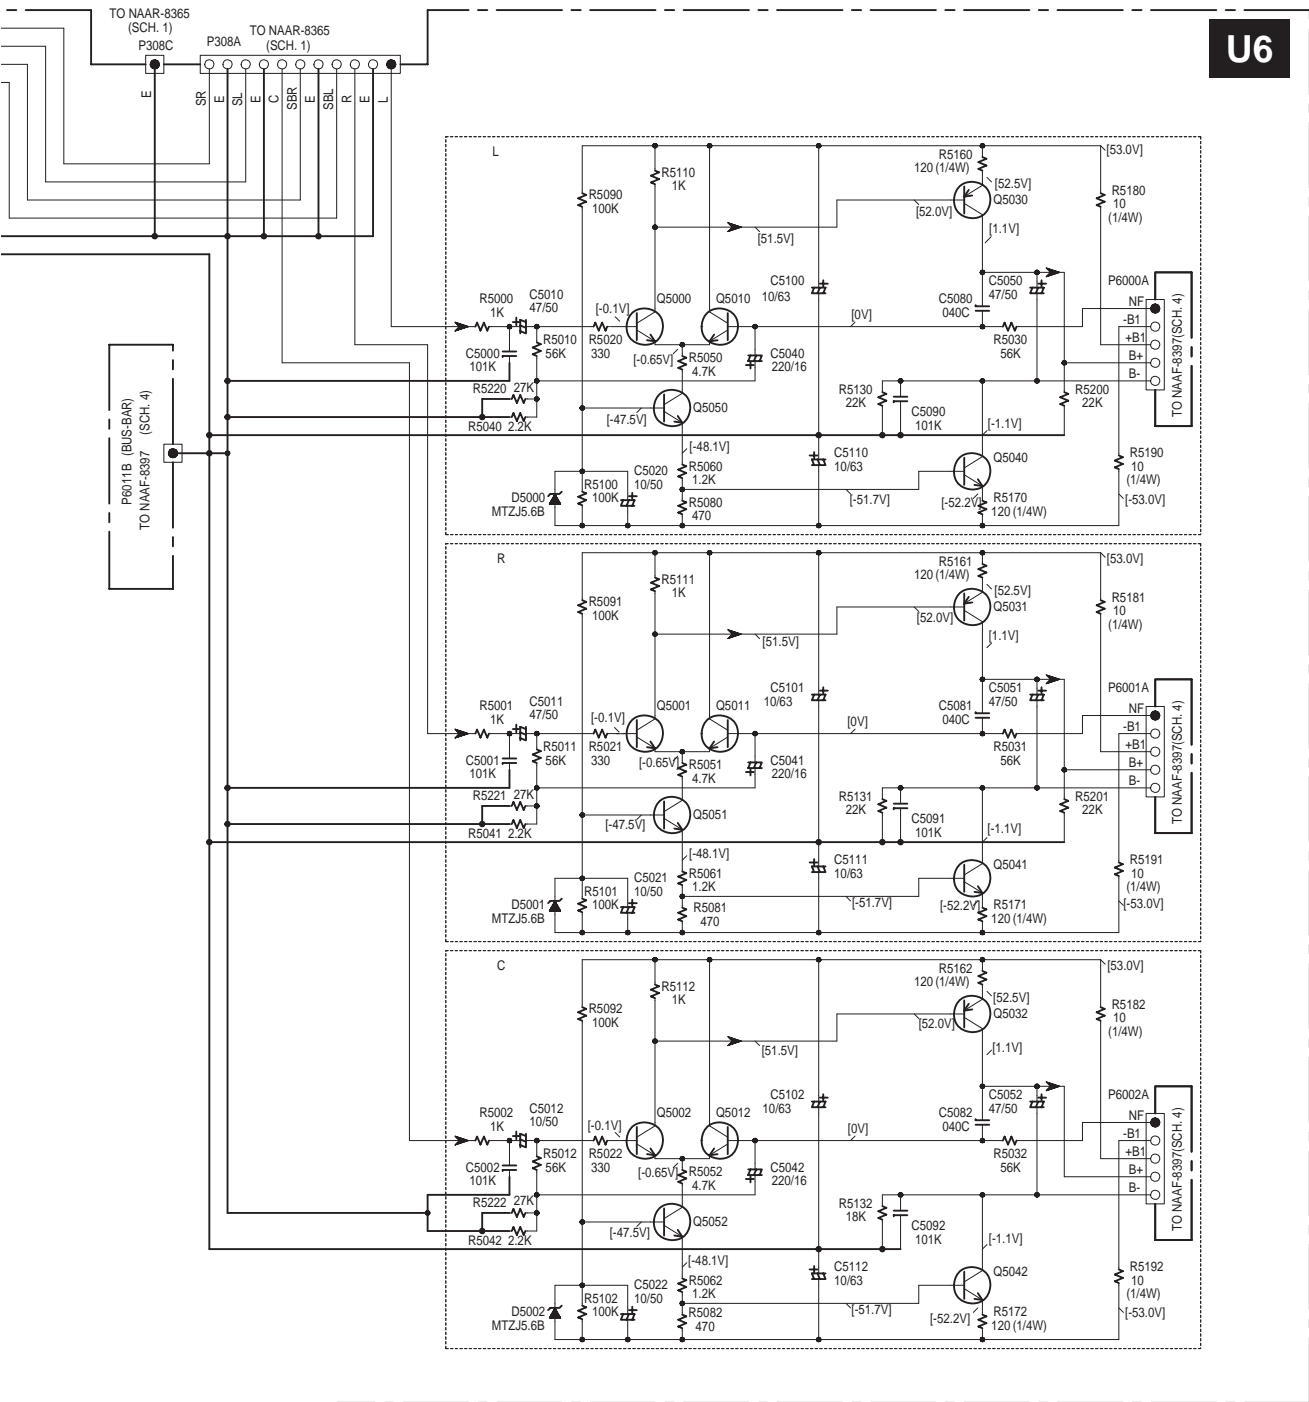 TO NAAR-8365
(SCH. 1)
P308C
P308A
TO NAAR-8365
(SCH. 1)
U6
E
SR
E
SL
E
C
SBR
E
SBL
R
E
L
P6011B (BUS-BAR)
TO NAAF-8397 (SCH. 4)
L
R5090
100K
R5110
1K
[51.5V]
R5160
120 (1/4W)
[52.5V]
Q5030
[52.0V]
[1.1V]
[53.0V]
R5180
10
(1/4W)
R5000
1K
C5010
47/50
C5000
101K
R5010
56K
R5220 27K
R5040 2.2K
[-0.1V]
R5020
330
Q5000
Q5010
[-0.65V]
R5050
4.7K
C5100
10/63
[0V]
C5040
220/16
C5080
040C
C5050
47/50
R5030
56K
P6000A
NF
-B1
+B1
B+
B-
TO NAAF-8397(SCH. 4)
[-47.5V]
Q5050
R5130
22K
C5090
101K
R5200
22K
[-1.1V]
[-48.1V]
R5060
1.2K
R5080
470
C5110
10/63
Q5040
[-51.7V]
[-52.2V]
R5170
120 (1/4W)
R5190
10
(1/4W)
[-53.0V]
D5000
MTZJ5.6B
R5100
100K
C5020
10/50
R
R5091
100K
R5111
1K
[51.5V]
R5161
120 (1/4W)
[52.5V]
Q5031
[52.0V]
[1.1V]
[53.0V]
R5181
10
(1/4W)
R5001
1K
C5011
47/50
C5001
101K
R5011
56K
R5221 27K
R5041 2.2K
[-0.1V]
R5021
330
Q5001
Q5011
[-0.65V]
R5051
4.7K
C5101
10/63
[0V]
C5041
220/16
C5081
040C
C5051
47/50
R5031
56K
P6001A
NF
-B1
+B1
B+
B-
TO NAAF-8397(SCH. 4)
[-47.5V]
Q5051
R5131
22K
C5091
101K
R5201
22K
[-1.1V]
[-48.1V]
R5061
1.2K
R5081
470
C5111
10/63
Q5041
[-51.7V]
[-52.2V]
R5171
120 (1/4W)
R5191
10
(1/4W)
[-53.0V]
D5001
MTZJ5.6B
R5101
100K
C5021
10/50
C
R5092
100K
R5112
1K
[51.5V]
R5162
120 (1/4W)
[52.5V]
Q5032
[52.0V]
[1.1V]
[53.0V]
R5182
10
(1/4W)
R5002
1K
C5012
10/50
C5002
101K
R5012
56K
R5222 27K
R5042 2.2K
[-0.1V]
R5022
330
Q5002
Q5012
[-0.65V]
R5052
4.7K
C5102
10/63
[0V]
C5042
220/16
C5082
040C
C5052
47/50
R5032
56K
P6002A
NF
-B1
+B1
B+
B-
TO NAAF-8397(SCH. 4)
[-47.5V]
Q5052
R5132
18K
C5092
101K
[-1.1V]
[-48.1V]
R5062
1.2K
R5082
470
C5112
10/63
Q5042
[-51.7V]
[-52.2V]
R5172
120 (1/4W)
R5192
10
(1/4W)
[-53.0V]
D5002
MTZJ5.6B
R5102
100K
C5022
10/50